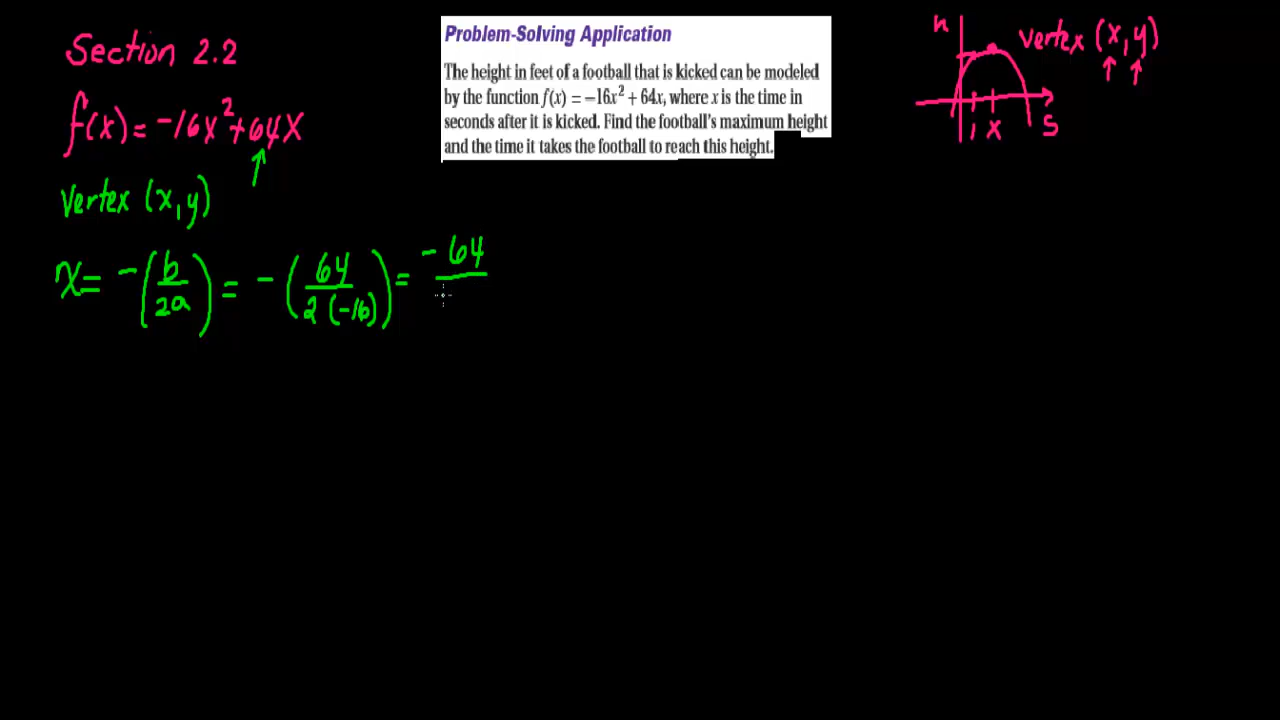 Section 2.2
f(x) = -16x²+64x
Vertex (x,y)
x = -(b/2a) = -(64/2(-16)) = -64
Problem-Solving Application
The height in feet of a football that is kicked can be modeled
by the function f(x) = −16x² + 64x, where x is the time in
seconds after it is kicked. Find the football's maximum height
and the time it takes the football to reach this height.
h
vertex (x,y)
1 x S